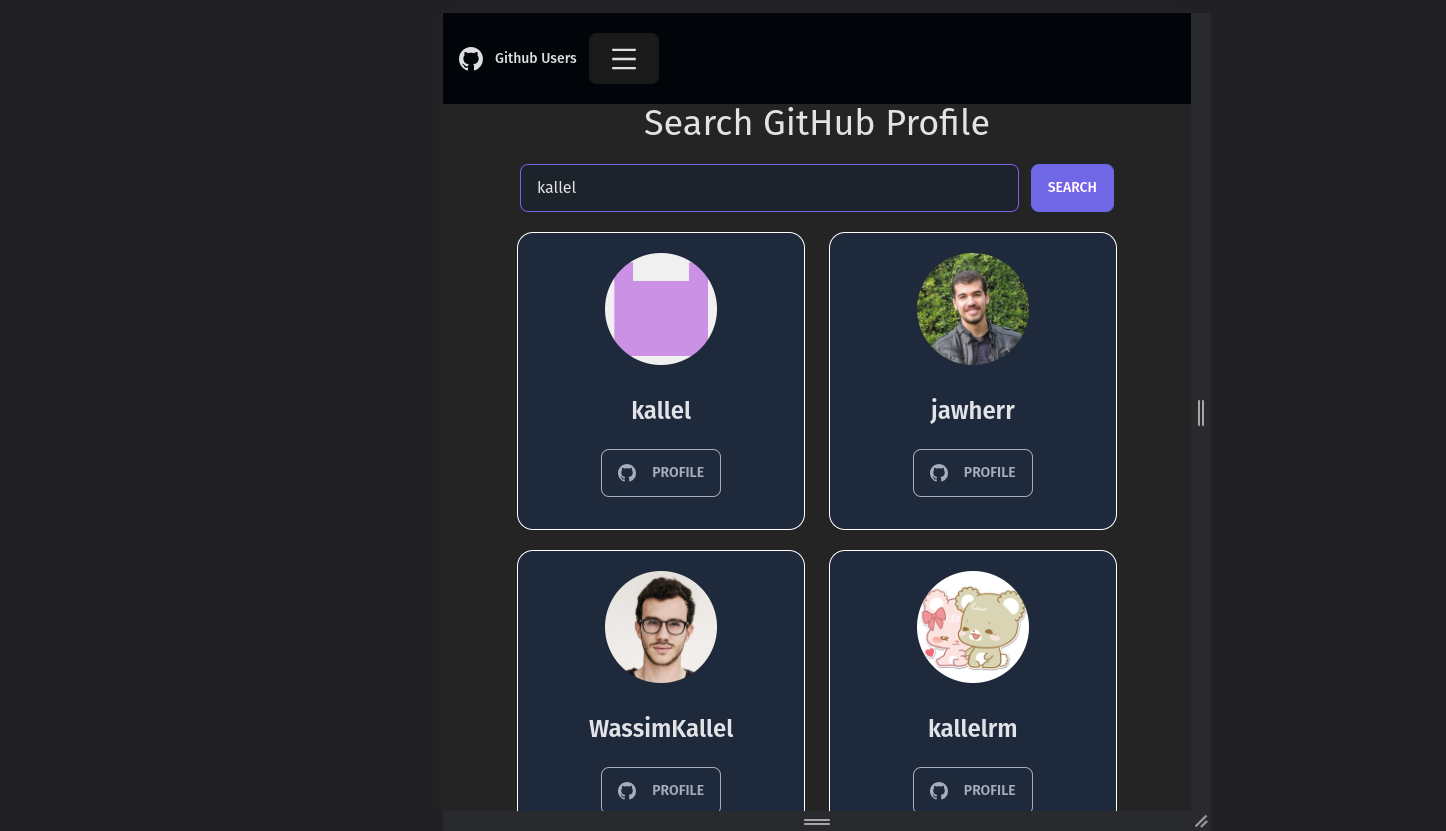 Github Users
Search GitHub Profile
kallel
SEARCH
kallel
jawherr
PROFILE
PROFILE
WassimKallel
kallelrm
PROFILE
PROFILE